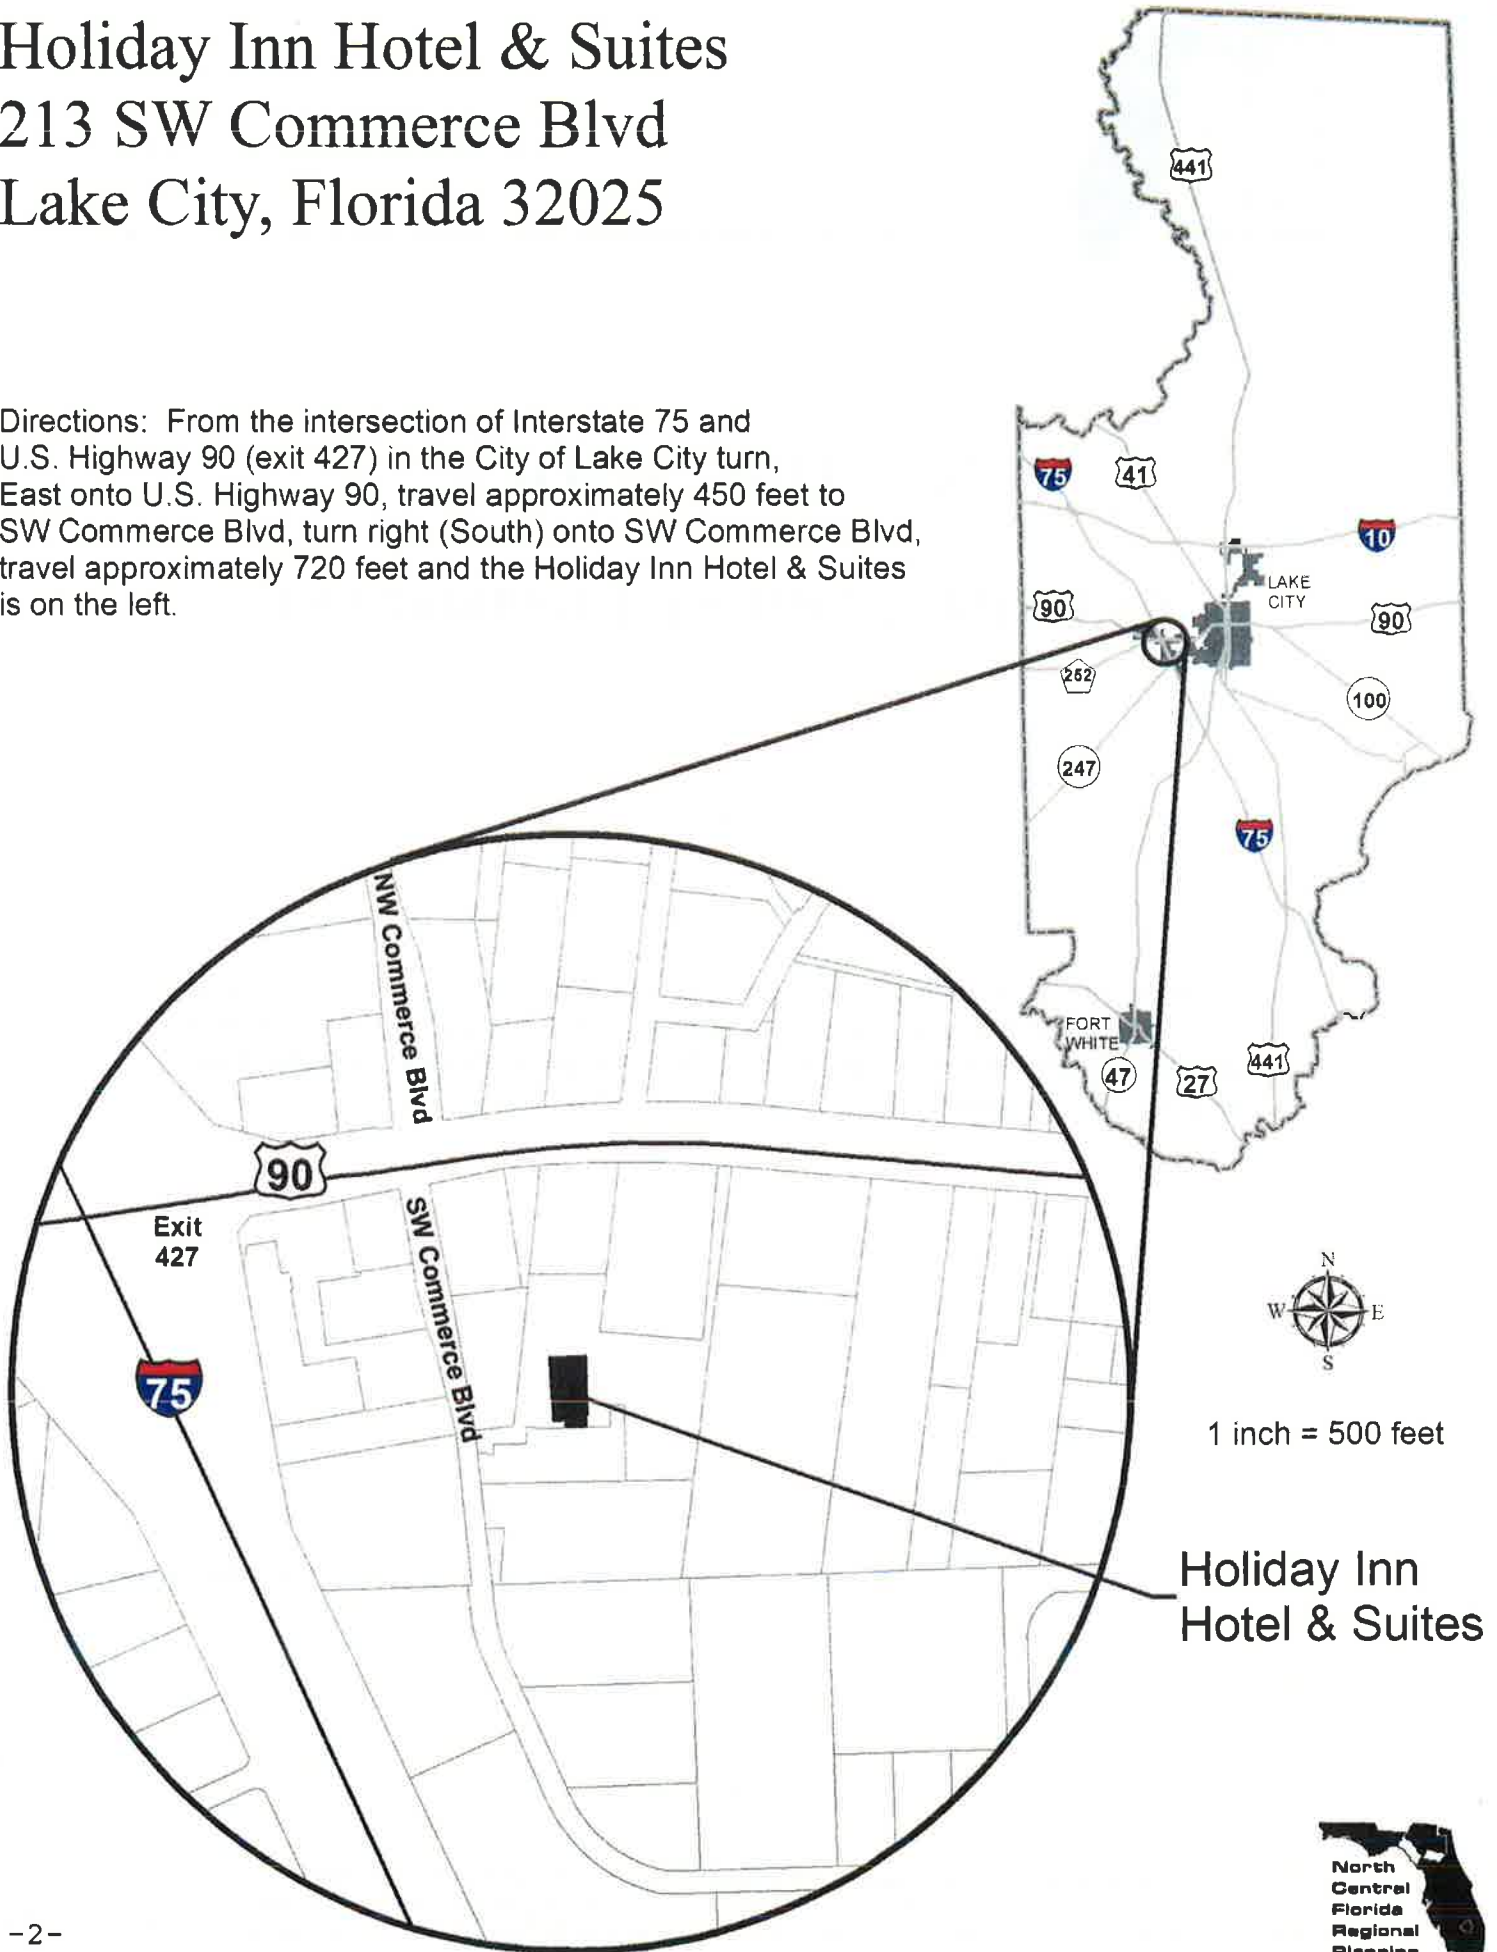 Holiday Inn Hotel & Suites
213 SW Commerce Blvd
Lake City, Florida 32025
Directions: From the intersection of Interstate 75 and
U.S. Highway 90 (exit 427) in the City of Lake City turn,
East onto U.S. Highway 90, travel approximately 450 feet to
SW Commerce Blvd, turn right (South) onto SW Commerce Blvd,
travel approximately 720 feet and the Holiday Inn Hotel & Suites
is on the left.
441
75
41
10
LAKE
CITY
90
90
252
100
247
75
FORT
WHITE
47
27
441
NW Commerce Blvd
90
Exit
427
SW Commerce Blvd
75
N
W
E
S
1 inch = 500 feet
Holiday Inn
Hotel & Suites
North
Central
Florida
Regional
Planning
-2-